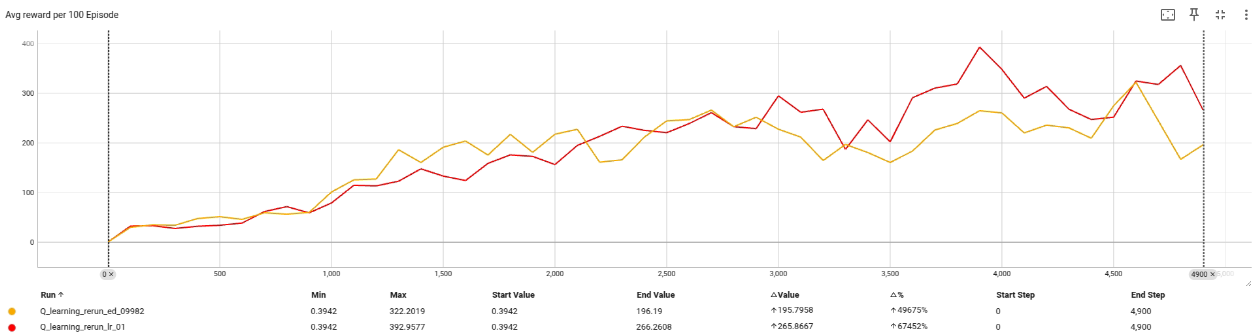 Avg reward per 100 Episode
400
300
200
100
0
0 ✕ 500 1,000 1,500 2,000 2,500 3,000 3,500 4,000 4,500 4900 ✕ 5,000
Run ↑ Min Max Start Value End Value △Value △% Start Step End Step
Q_learning_rerun_ed_09982 0.3942 322.2019 0.3942 196.19 ↑195.7958 ↑49675% 0 4,900
Q_learning_rerun_lr_01 0.3942 392.9577 0.3942 266.2608 ↑265.8667 ↑67452% 0 4,900